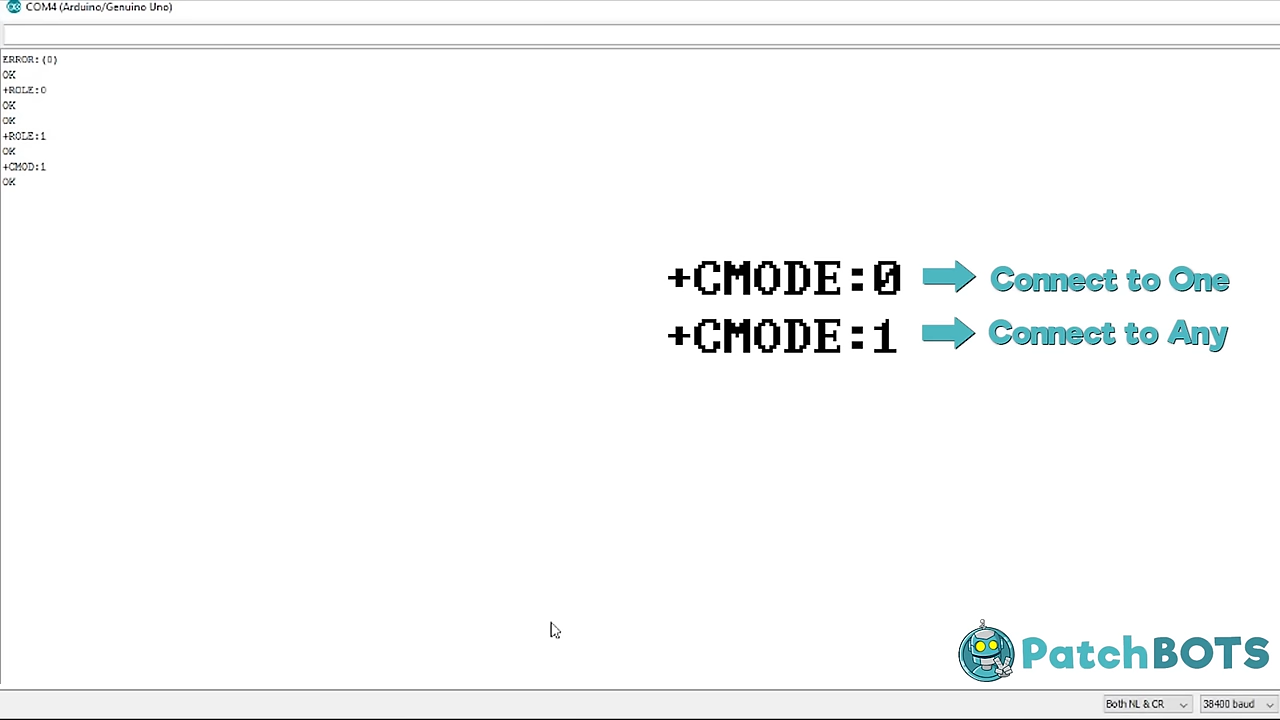 COM4 (Arduino/Genuino Uno)
ERROR:(0)
OK
+ROLE:0
OK
OK
+ROLE:1
OK
+CMOD:1
OK
+CMODE:0 Connect to One
+CMODE:1 Connect to Any
PatchBOTS
Both NL & CR 38400 baud